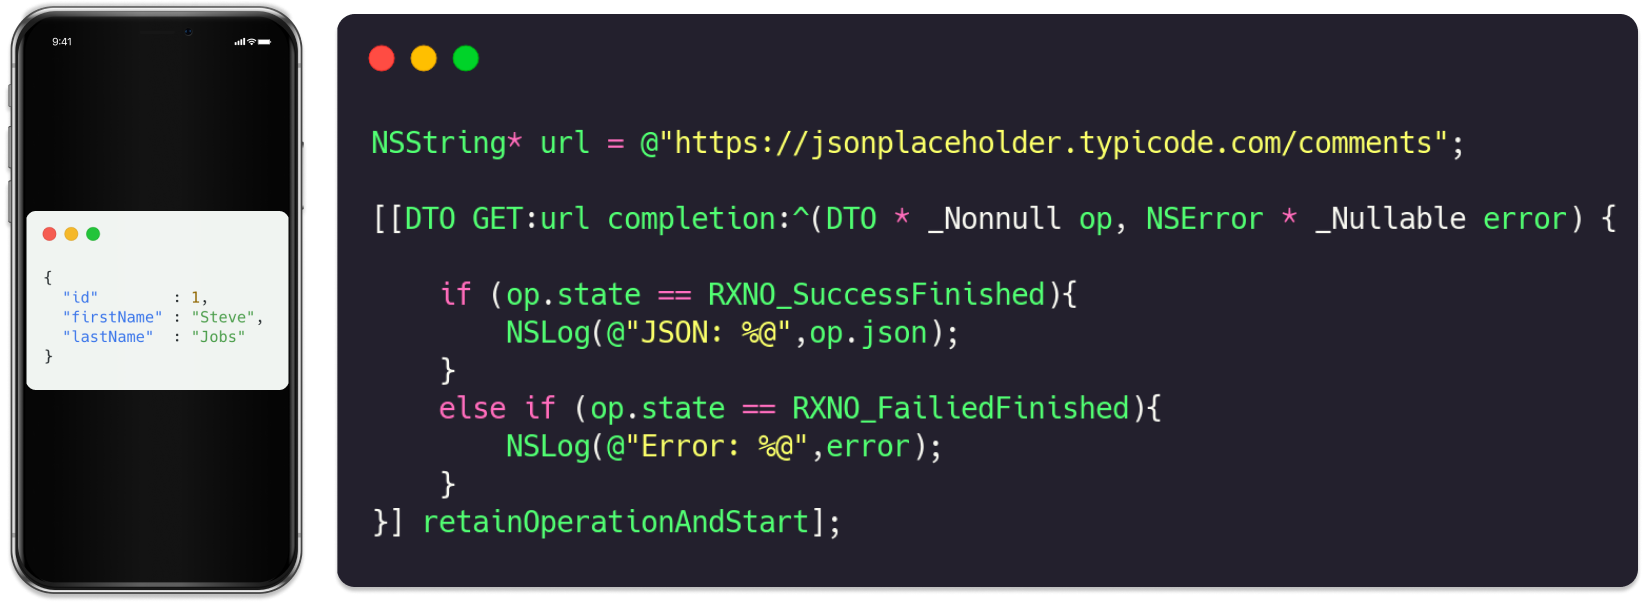 9:41
{
"id" : 1,
"firstName" : "Steve",
"lastName" : "Jobs"
}
NSString* url = @"https://jsonplaceholder.typicode.com/comments";
[[DTO GET:url completion:^(DTO * _Nonnull op, NSError * _Nullable error) {
if (op.state == RXNO_SuccessFinished){
NSLog(@"JSON: %@",op.json);
}
else if (op.state == RXNO_FailiedFinished){
NSLog(@"Error: %@",error);
}
}] retainOperationAndStart];